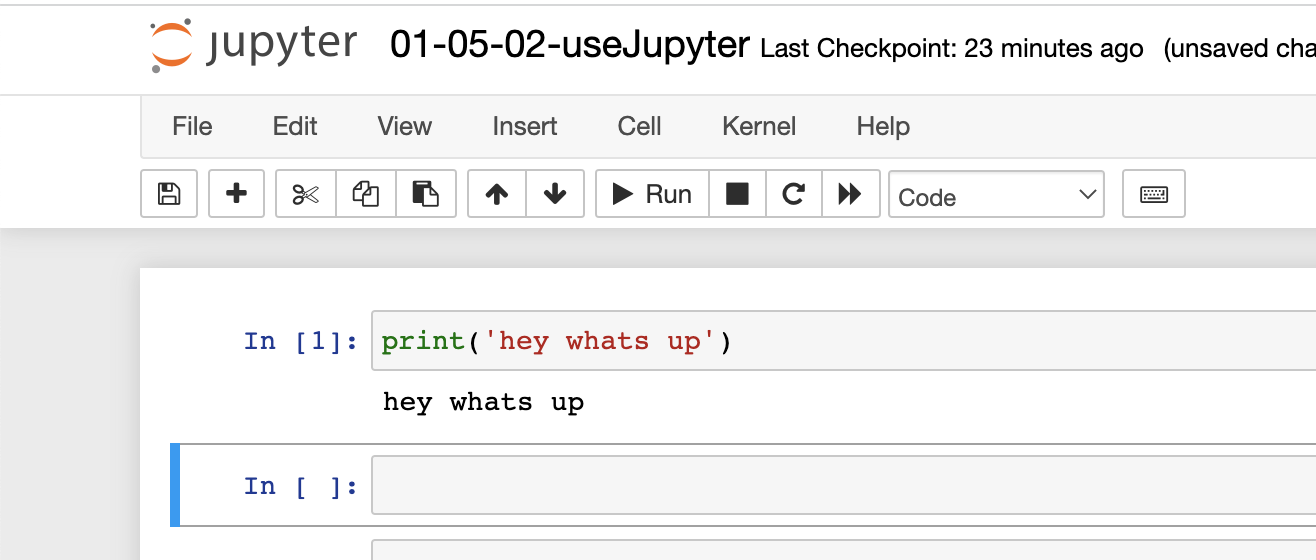 jupyter 01-05-02-useJupyter Last Checkpoint: 23 minutes ago (unsaved cha
File Edit View Insert Cell Kernel Help
Run Code
In [1]: print('hey whats up')
hey whats up
In [ ]: